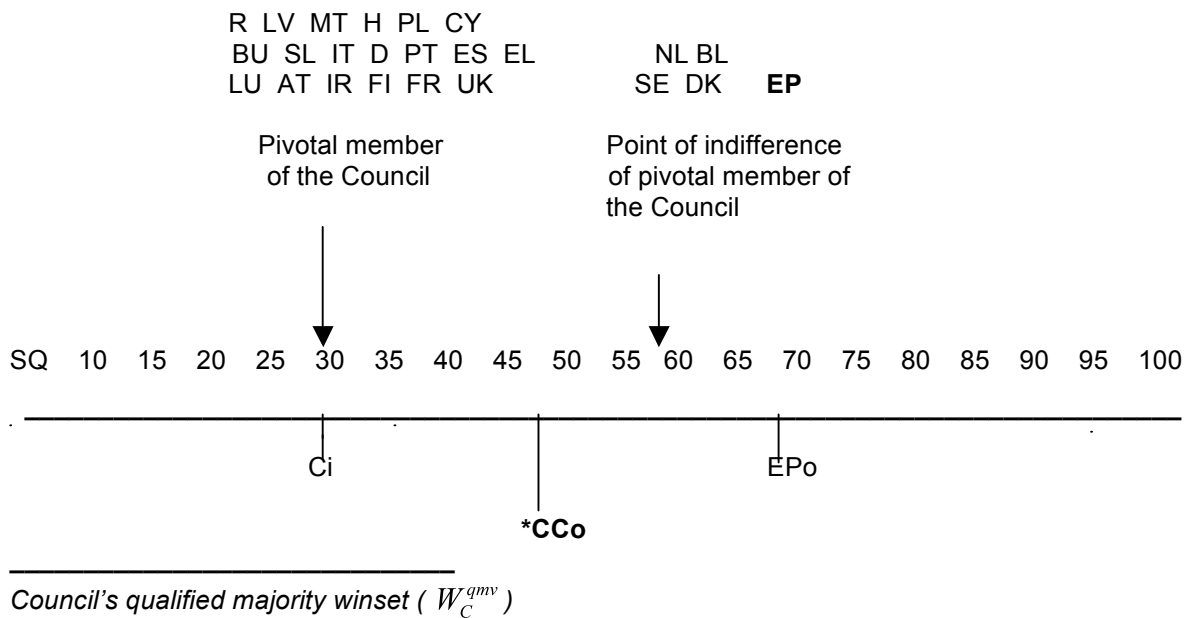 R LV MT H PL CY
BU SL IT D PT ES EL NL BL
LU AT IR FI FR UK SE DK EP
Pivotal member
of the Council
Point of indifference
of pivotal member of
the Council
SQ 10 15 20 25 30 35 40 45 50 55 60 65 70 75 80 85 90 95 100
Ci EPo
*CCo
Council's qualified majority winset ( W_C^{qmv} )